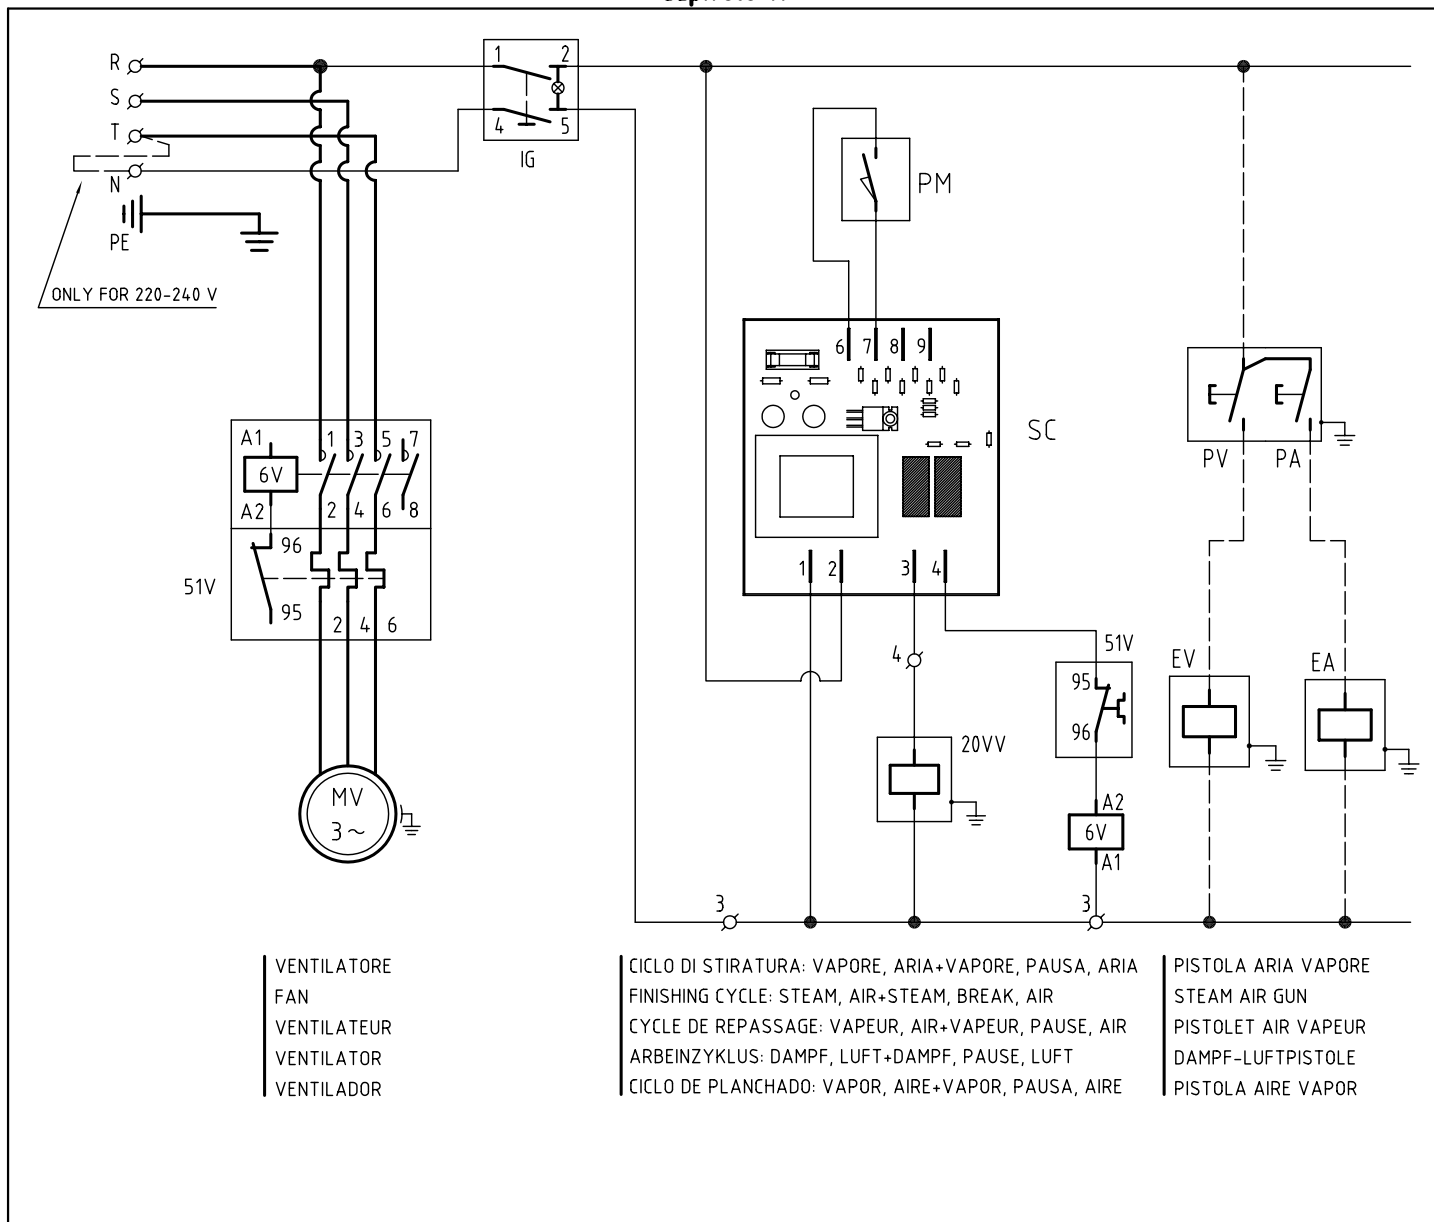 R
S
T
N
PE
ONLY FOR 220-240 V
1 2
4 5
IG
PM
6 7 8 9
SC
1 2 3 4
A1
6V
A2
1 3 5 7
2 4 6 8
96
95
51V
2 4 6
MV
3~
4
20VV
51V
95
96
A2
6V
A1
3
3
PV PA
EV
EA
VENTILATORE
FAN
VENTILATEUR
VENTILATOR
VENTILADOR
CICLO DI STIRATURA: VAPORE, ARIA+VAPORE, PAUSA, ARIA
FINISHING CYCLE: STEAM, AIR+STEAM, BREAK, AIR
CYCLE DE REPASSAGE: VAPEUR, AIR+VAPEUR, PAUSE, AIR
ARBEINZYKLUS: DAMPF, LUFT+DAMPF, PAUSE, LUFT
CICLO DE PLANCHADO: VAPOR, AIRE+VAPOR, PAUSA, AIRE
PISTOLA ARIA VAPORE
STEAM AIR GUN
PISTOLET AIR VAPEUR
DAMPF-LUFTPISTOLE
PISTOLA AIRE VAPOR